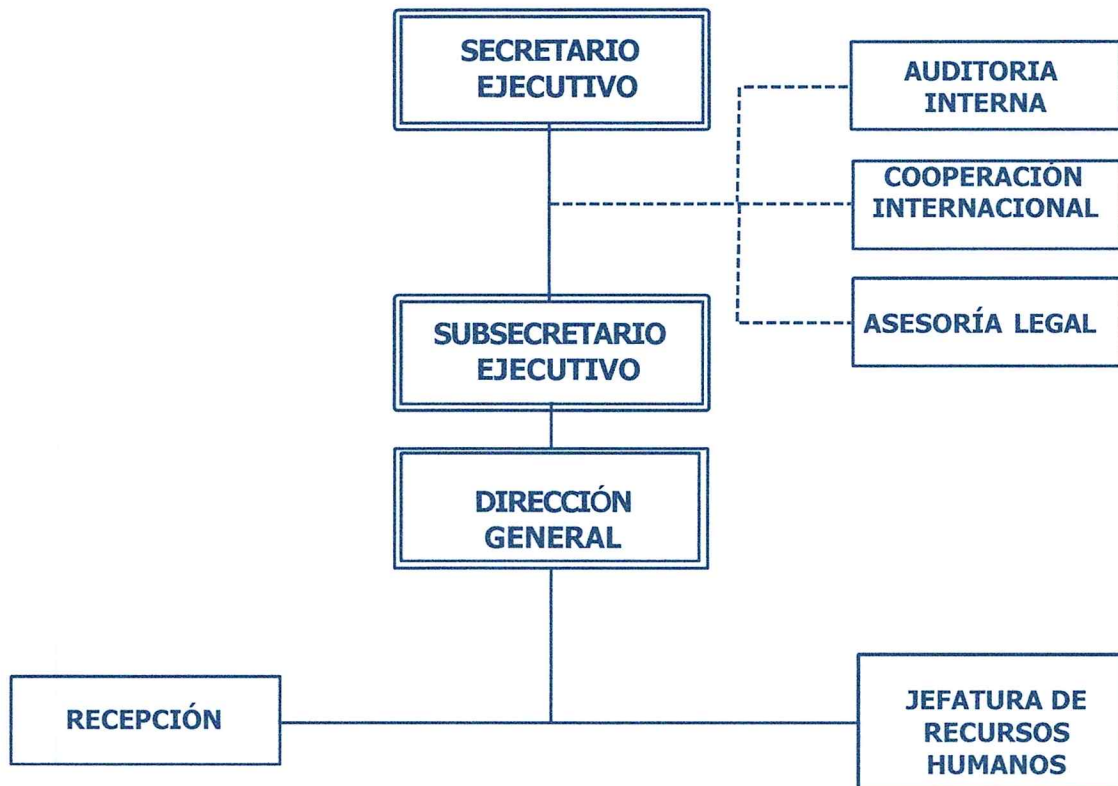 SECRETARIO
EJECUTIVO
AUDITORIA
INTERNA
COOPERACIÓN
INTERNACIONAL
SUBSECRETARIO
EJECUTIVO
ASESORÍA LEGAL
DIRECCIÓN
GENERAL
RECEPCIÓN
JEFATURA DE
RECURSOS
HUMANOS